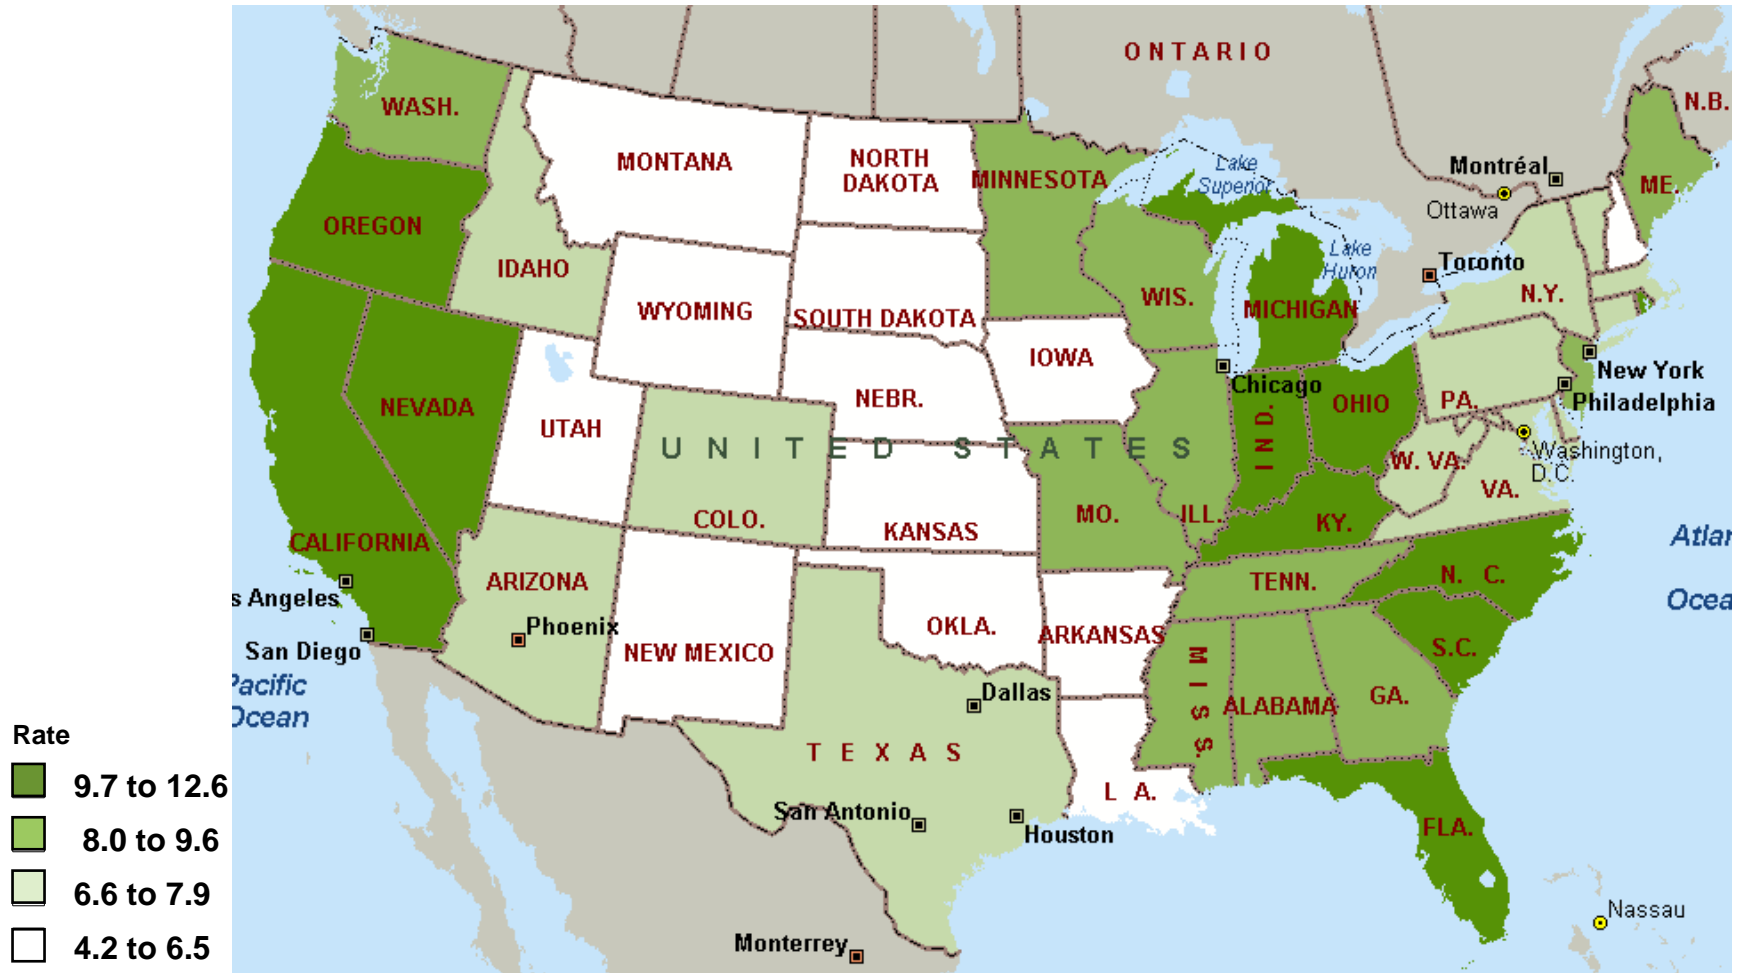 ONTARIO
N.B.
WASH.
MONTANA
NORTH
DAKOTA
MINNESOTA
Lake
Superior
Montréal
Ottawa
ME.
OREGON
IDAHO
Lake
Huron
Toronto
WYOMING
SOUTH DAKOTA
WIS.
MICHIGAN
N.Y.
IOWA
NEVADA
UTAH
NEBR.
Chicago
OHIO
PA.
New York
Philadelphia
UNITED STATES
IND.
W. VA.
Washington,
D.C.
VA.
COLO.
KANSAS
MO.
ILL.
KY.
CALIFORNIA
Atlar
Ocea
ARIZONA
TENN.
N. C.
s Angeles
Phoenix
San Diego
NEW MEXICO
OKLA.
ARKANSAS
MISS.
S.C.
Pacific
Ocean
Dallas
ALABAMA
GA.
TEXAS
LA.
San Antonio
Houston
FLA.
Nassau
Monterrey
Rate
9.7 to 12.6
8.0 to 9.6
6.6 to 7.9
4.2 to 6.5